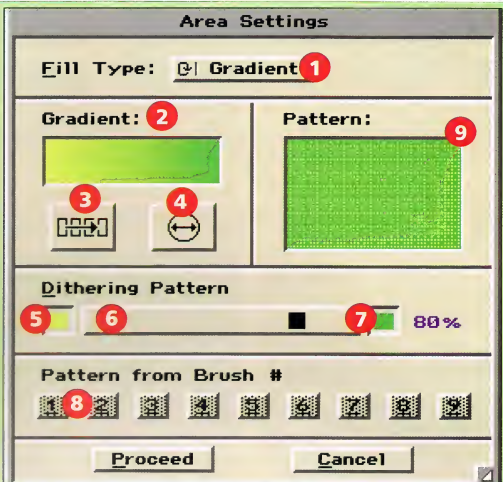 Area Settings
Fill Type: Gradient 1
Gradient: 2
Pattern: 9
3 4
Dithering Pattern
5 6 7 80%
Pattern from Brush #
1 8 2 3 4 5 6 7 8 9
Proceed Cancel